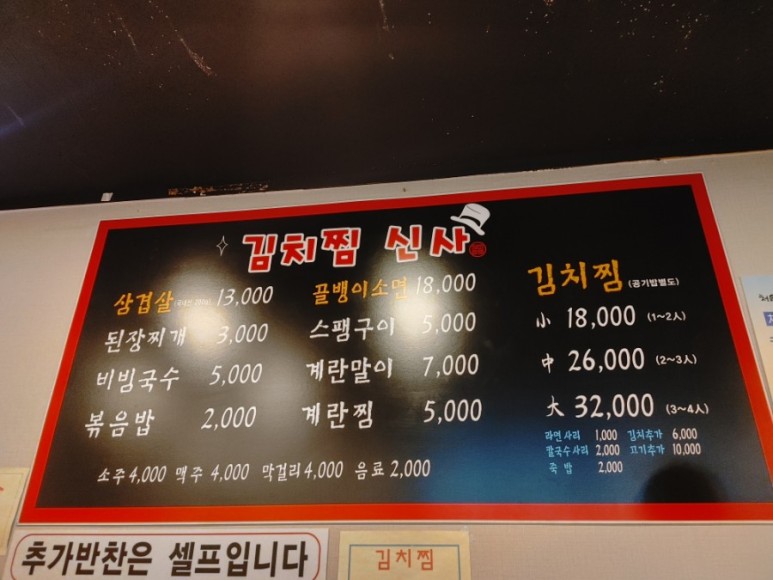 김치찜 신사
삼겹살 13,000
된장찌개 3,000
비빔국수 5,000
볶음밥 2,000
골뱅이소면 18,000
스팸구이 5,000
계란말이 7,000
계란찜 5,000
소주 4,000 맥주 4,000 막걸리 4,000 음료 2,000
김치찜 (공기밥별도)
小 18,000 (1~2人)
中 26,000 (2~3人)
大 32,000 (3~4人)
라면사리 1,000 김치추가 6,000
칼국수사리 2,000 고기추가 10,000
죽 밥 2,000
추가반찬은 셀프입니다
김치찜